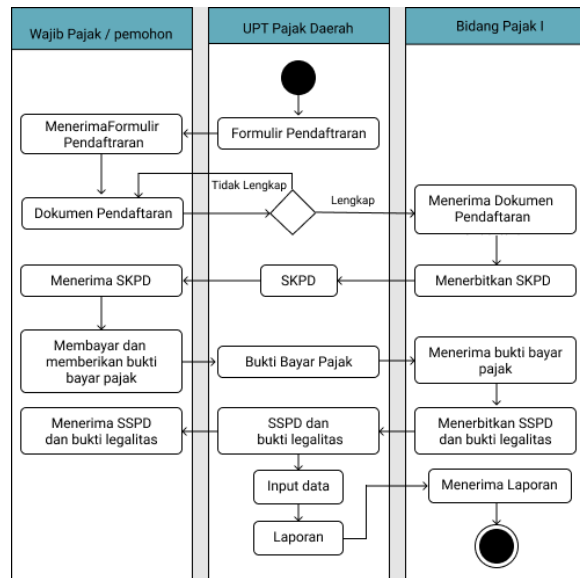 Wajib Pajak / pemohon
UPT Pajak Daerah
Bidang Pajak I
MenerimaFormulir
Pendaftraran
Formulir Pendaftraran
Tidak Lengkap
Lengkap
Dokumen Pendaftaran
Menerima Dokumen
Pendaftaran
Menerima SKPD
SKPD
Menerbitkan SKPD
Membayar dan
memberikan bukti
bayar pajak
Bukti Bayar Pajak
Menerima bukti bayar
pajak
Menerima SSPD
dan bukti legalitas
SSPD dan
bukti legalitas
Menerbitkan SSPD
dan bukti legalitas
Input data
Menerima Laporan
Laporan